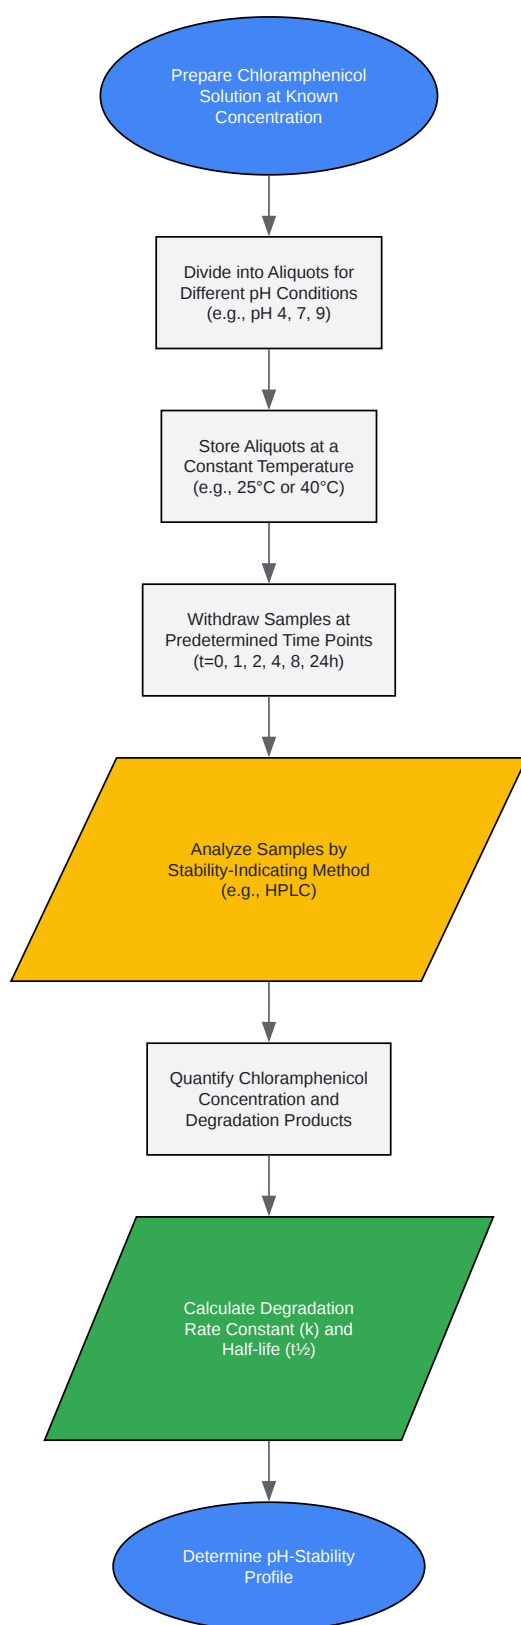 Prepare Chloramphenicol
Solution at Known
Concentration
Divide into Aliquots for
Different pH Conditions
(e.g., pH 4, 7, 9)
Store Aliquots at a
Constant Temperature
(e.g., 25°C or 40°C)
Withdraw Samples at
Predetermined Time Points
(t=0, 1, 2, 4, 8, 24h)
Analyze Samples by
Stability-Indicating Method
(e.g., HPLC)
Quantify Chloramphenicol
Concentration and
Degradation Products
Calculate Degradation
Rate Constant (k) and
Half-life (t½)
Determine pH-Stability
Profile